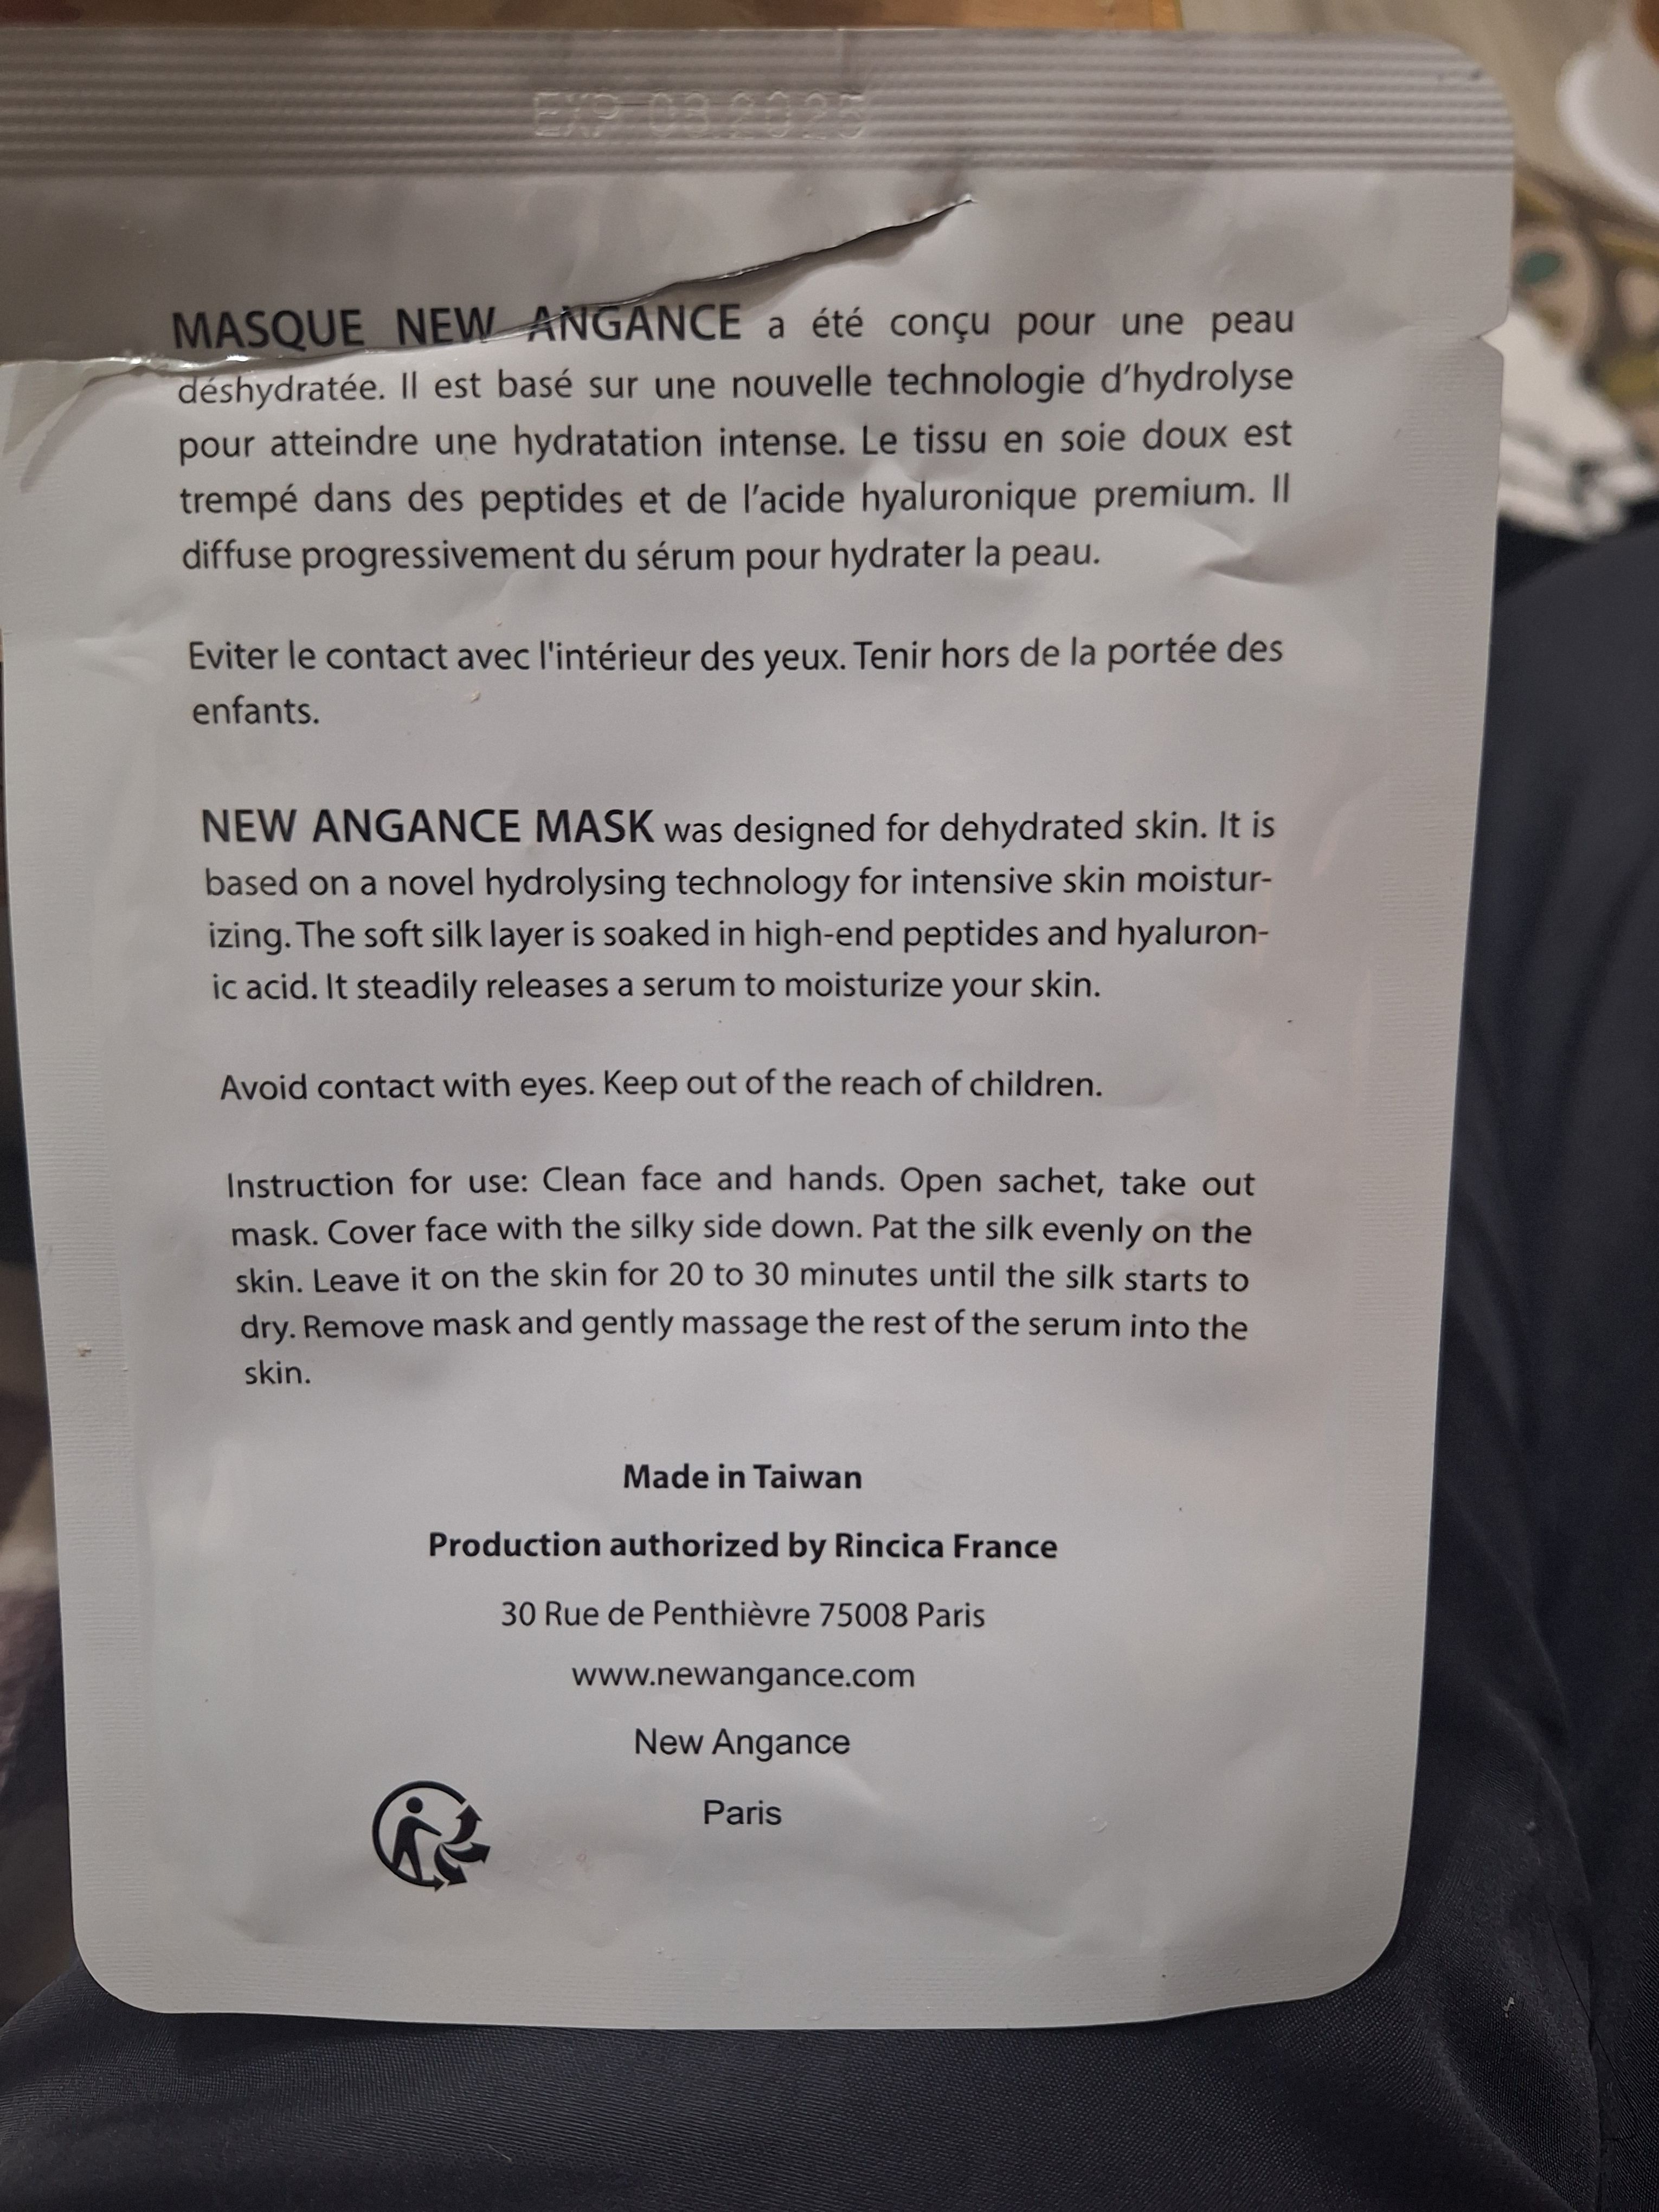 EXP 03.2025
MASQUE NEW ANGANCE a été conçu pour une peau
déshydratée. Il est basé sur une nouvelle technologie d'hydrolyse
pour atteindre une hydratation intense. Le tissu en soie doux est
trempé dans des peptides et de l'acide hyaluronique premium. Il
diffuse progressivement du sérum pour hydrater la peau.
Eviter le contact avec l'intérieur des yeux. Tenir hors de la portée des
enfants.
NEW ANGANCE MASK was designed for dehydrated skin. It is
based on a novel hydrolysing technology for intensive skin moistur-
izing. The soft silk layer is soaked in high-end peptides and hyaluron-
ic acid. It steadily releases a serum to moisturize your skin.
Avoid contact with eyes. Keep out of the reach of children.
Instruction for use: Clean face and hands. Open sachet, take out
mask. Cover face with the silky side down. Pat the silk evenly on the
skin. Leave it on the skin for 20 to 30 minutes until the silk starts to
dry. Remove mask and gently massage the rest of the serum into the
skin.
Made in Taiwan
Production authorized by Rincica France
30 Rue de Penthièvre 75008 Paris
www.newangance.com
New Angance
Paris